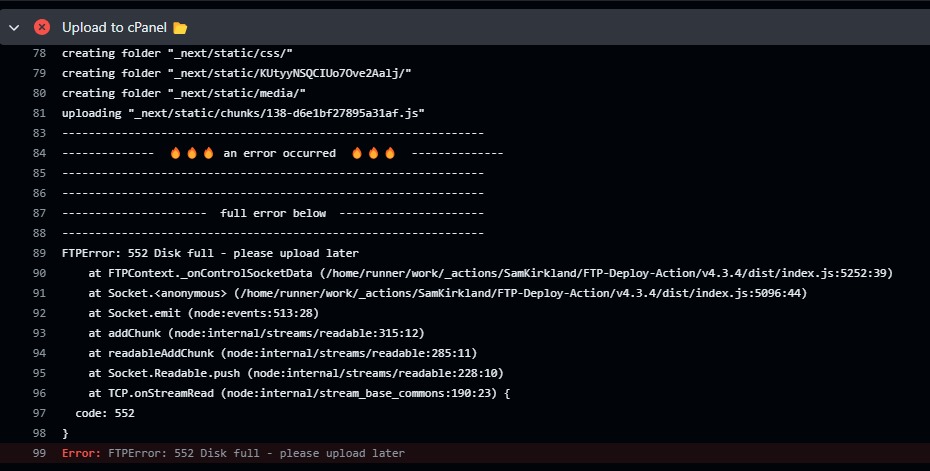 Upload to cPanel 📂
78 creating folder "_next/static/css/"
79 creating folder "_next/static/KUtyyNSQCIUo7Ove2Aalj/"
80 creating folder "_next/static/media/"
81 uploading "_next/static/chunks/138-d6e1bf27895a31af.js"
83 ----------------------------------------------------------------
84 -------------- 🔥🔥🔥 an error occurred 🔥🔥🔥 --------------
85 ----------------------------------------------------------------
86 ----------------------------------------------------------------
87 ---------------------- full error below ----------------------
88 ----------------------------------------------------------------
89 FTPError: 552 Disk full - please upload later
90 at FTPContext._onControlSocketData (/home/runner/work/_actions/SamKirkland/FTP-Deploy-Action/v4.3.4/dist/index.js:5252:39)
91 at Socket.<anonymous> (/home/runner/work/_actions/SamKirkland/FTP-Deploy-Action/v4.3.4/dist/index.js:5096:44)
92 at Socket.emit (node:events:513:28)
93 at addChunk (node:internal/streams/readable:315:12)
94 at readableAddChunk (node:internal/streams/readable:285:11)
95 at Socket.Readable.push (node:internal/streams/readable:228:10)
96 at TCP.onStreamRead (node:internal/stream_base_commons:190:23) {
97 code: 552
98 }
99 Error: FTPError: 552 Disk full - please upload later